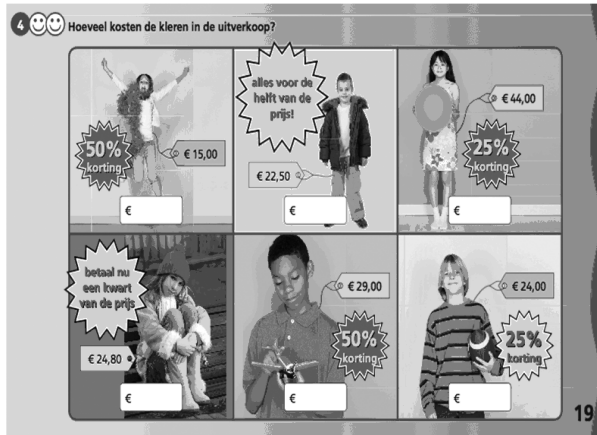 4 Hoeveel kosten de kleren in de uitverkoop?
50%
korting
€ 15,00
€
alles voor de
helft van de
prijs!
€ 22,50
€
€ 44,00
25%
korting
€
betaal nu
een kwart
van de prijs
€ 24,80
€
€ 29,00
50%
korting
€
€ 24,00
25%
korting
€
19